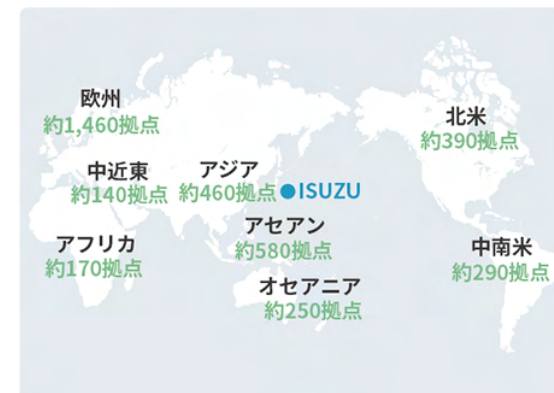 欧州
約1,460拠点
北米
約390拠点
中近東
約140拠点
アジア
約460拠点
ISUZU
アセアン
約580拠点
アフリカ
約170拠点
中南米
約290拠点
オセアニア
約250拠点